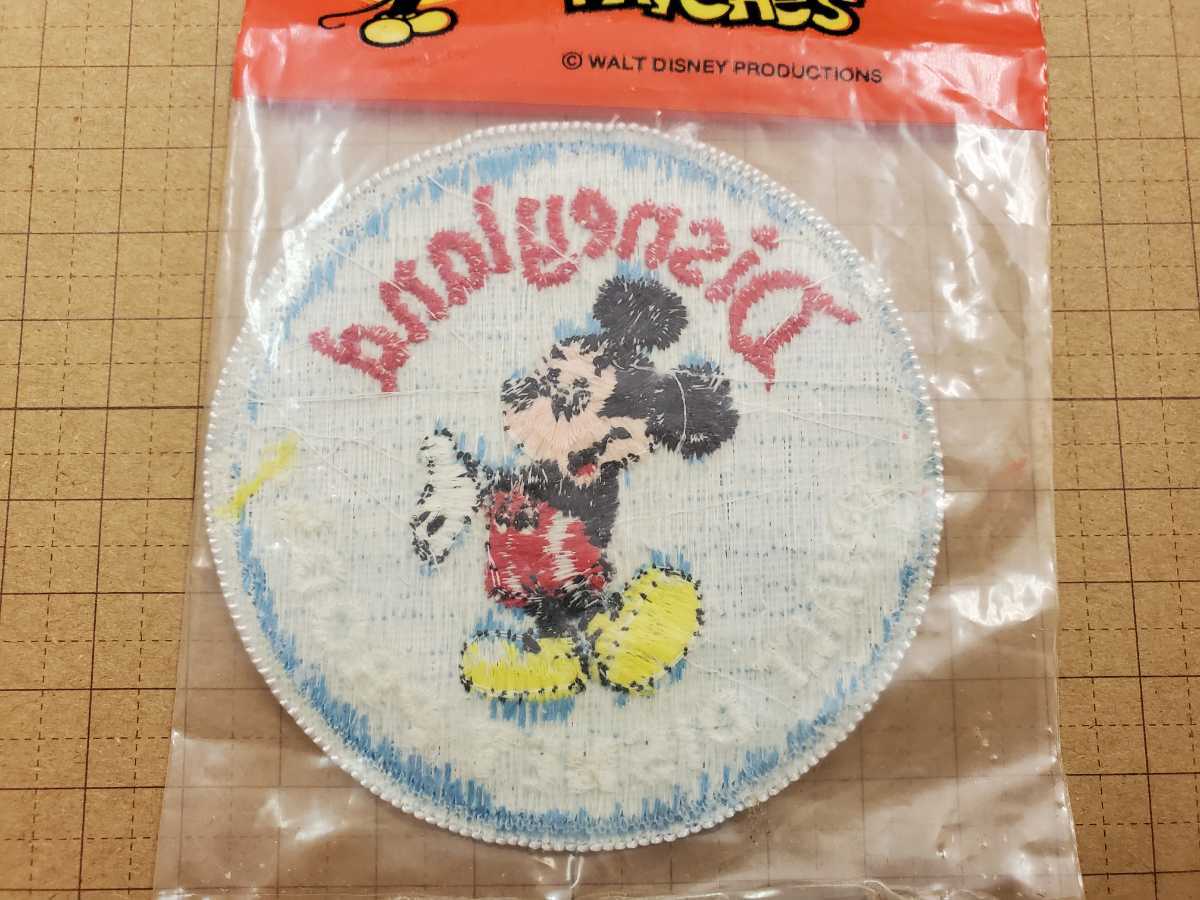 PATCHES
© WALT DISNEY PRODUCTIONS
Disneyland